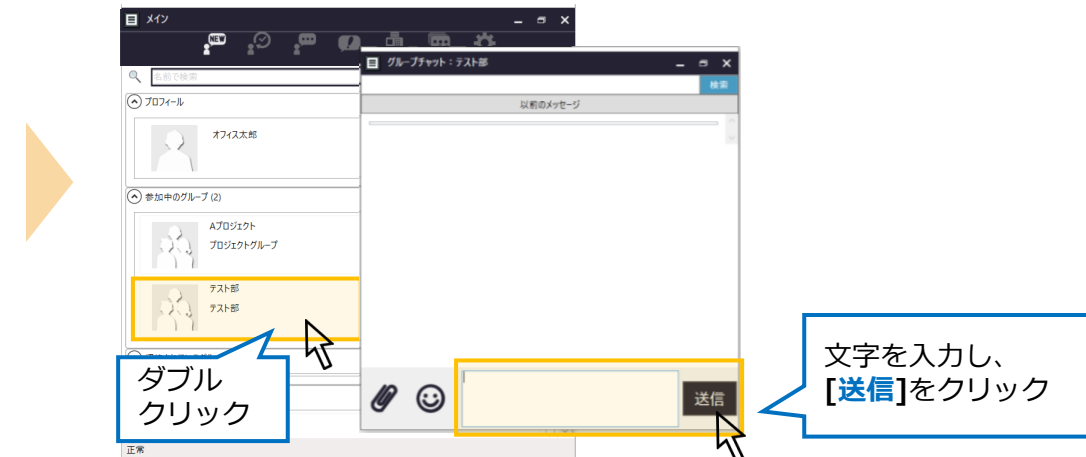 メイン
NEW
名前で検索
プロフィール
オフィス太郎
参加中のグループ (2)
Aプロジェクト
プロジェクトグループ
テスト部
テスト部
正常
グループチャット：テスト部
検索
以前のメッセージ
送信
ダブル
クリック
文字を入力し、
[送信]をクリック